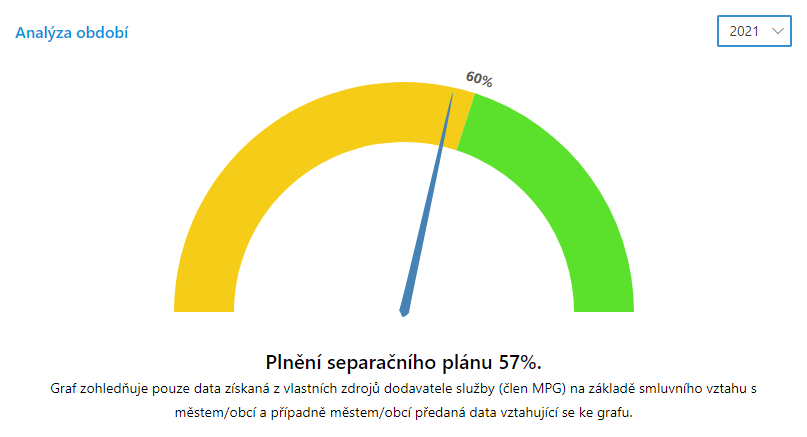 Analýza období
2021
60%
Plnění separačního plánu 57%.
Graf zohledňuje pouze data získaná z vlastních zdrojů dodavatele služby (člen MPG) na základě smluvního vztahu s
městem/obcí a případně městem/obcí předaná data vztahující se ke grafu.